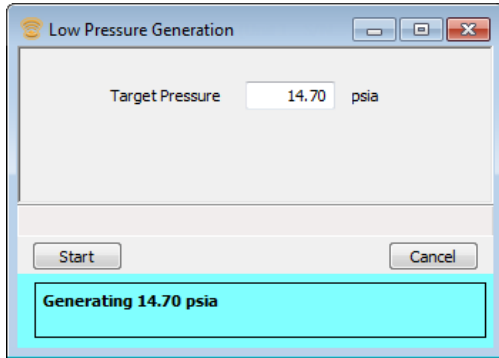 Low Pressure Generation
Target Pressure 14.70 psia
Start Cancel
Generating 14.70 psia